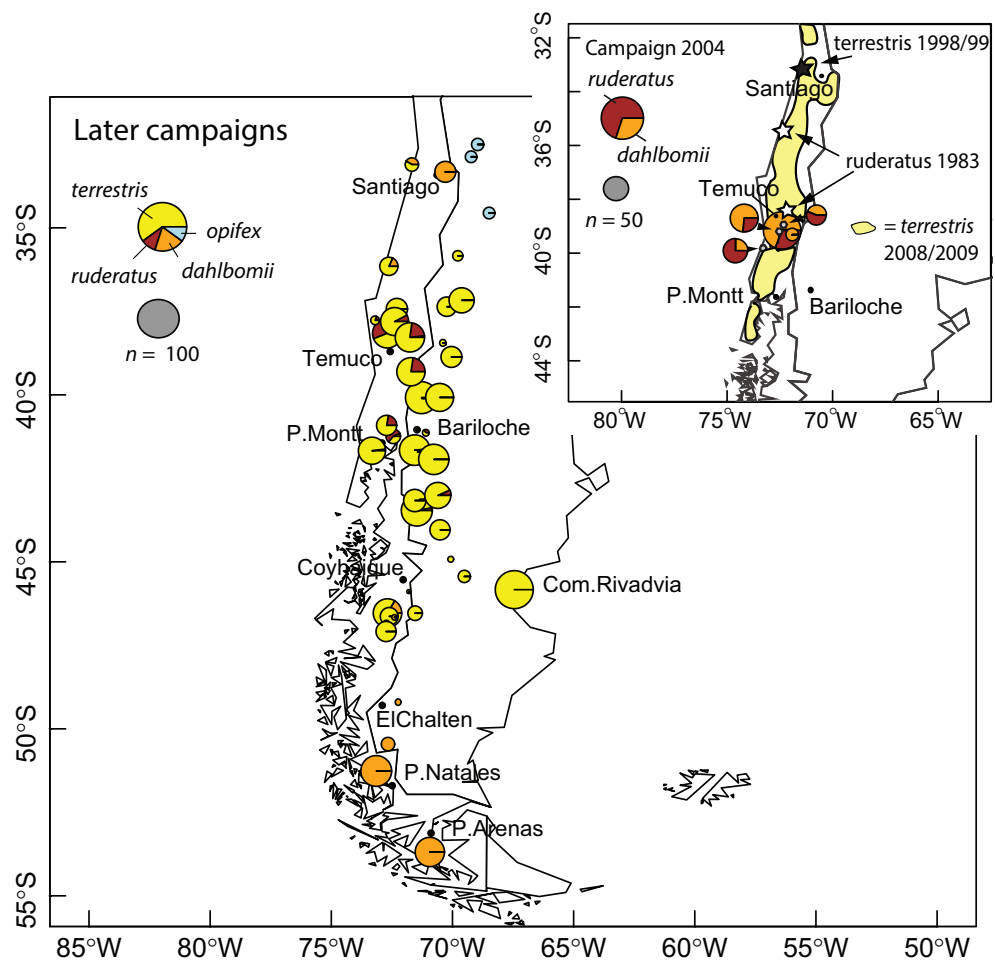 Later campaigns
terrestris
opifex
ruderatus
dahlbomii
n = 100
Santiago
Temuco
P.Montt
Bariloche
Coyhaique
Com.Rivadvia
ElChalten
P.Natales
P.Arenas
35°S
40°S
45°S
50°S
55°S
85°W
80°W
75°W
70°W
65°W
60°W
55°W
50°W
Campaign 2004
ruderatus
dahlbomii
n = 50
terrestris 1998/99
Santiago
ruderatus 1983
Temuco
= terrestris
2008/2009
P.Montt
Bariloche
32°S
36°S
40°S
44°S
80°W
75°W
70°W
65°W